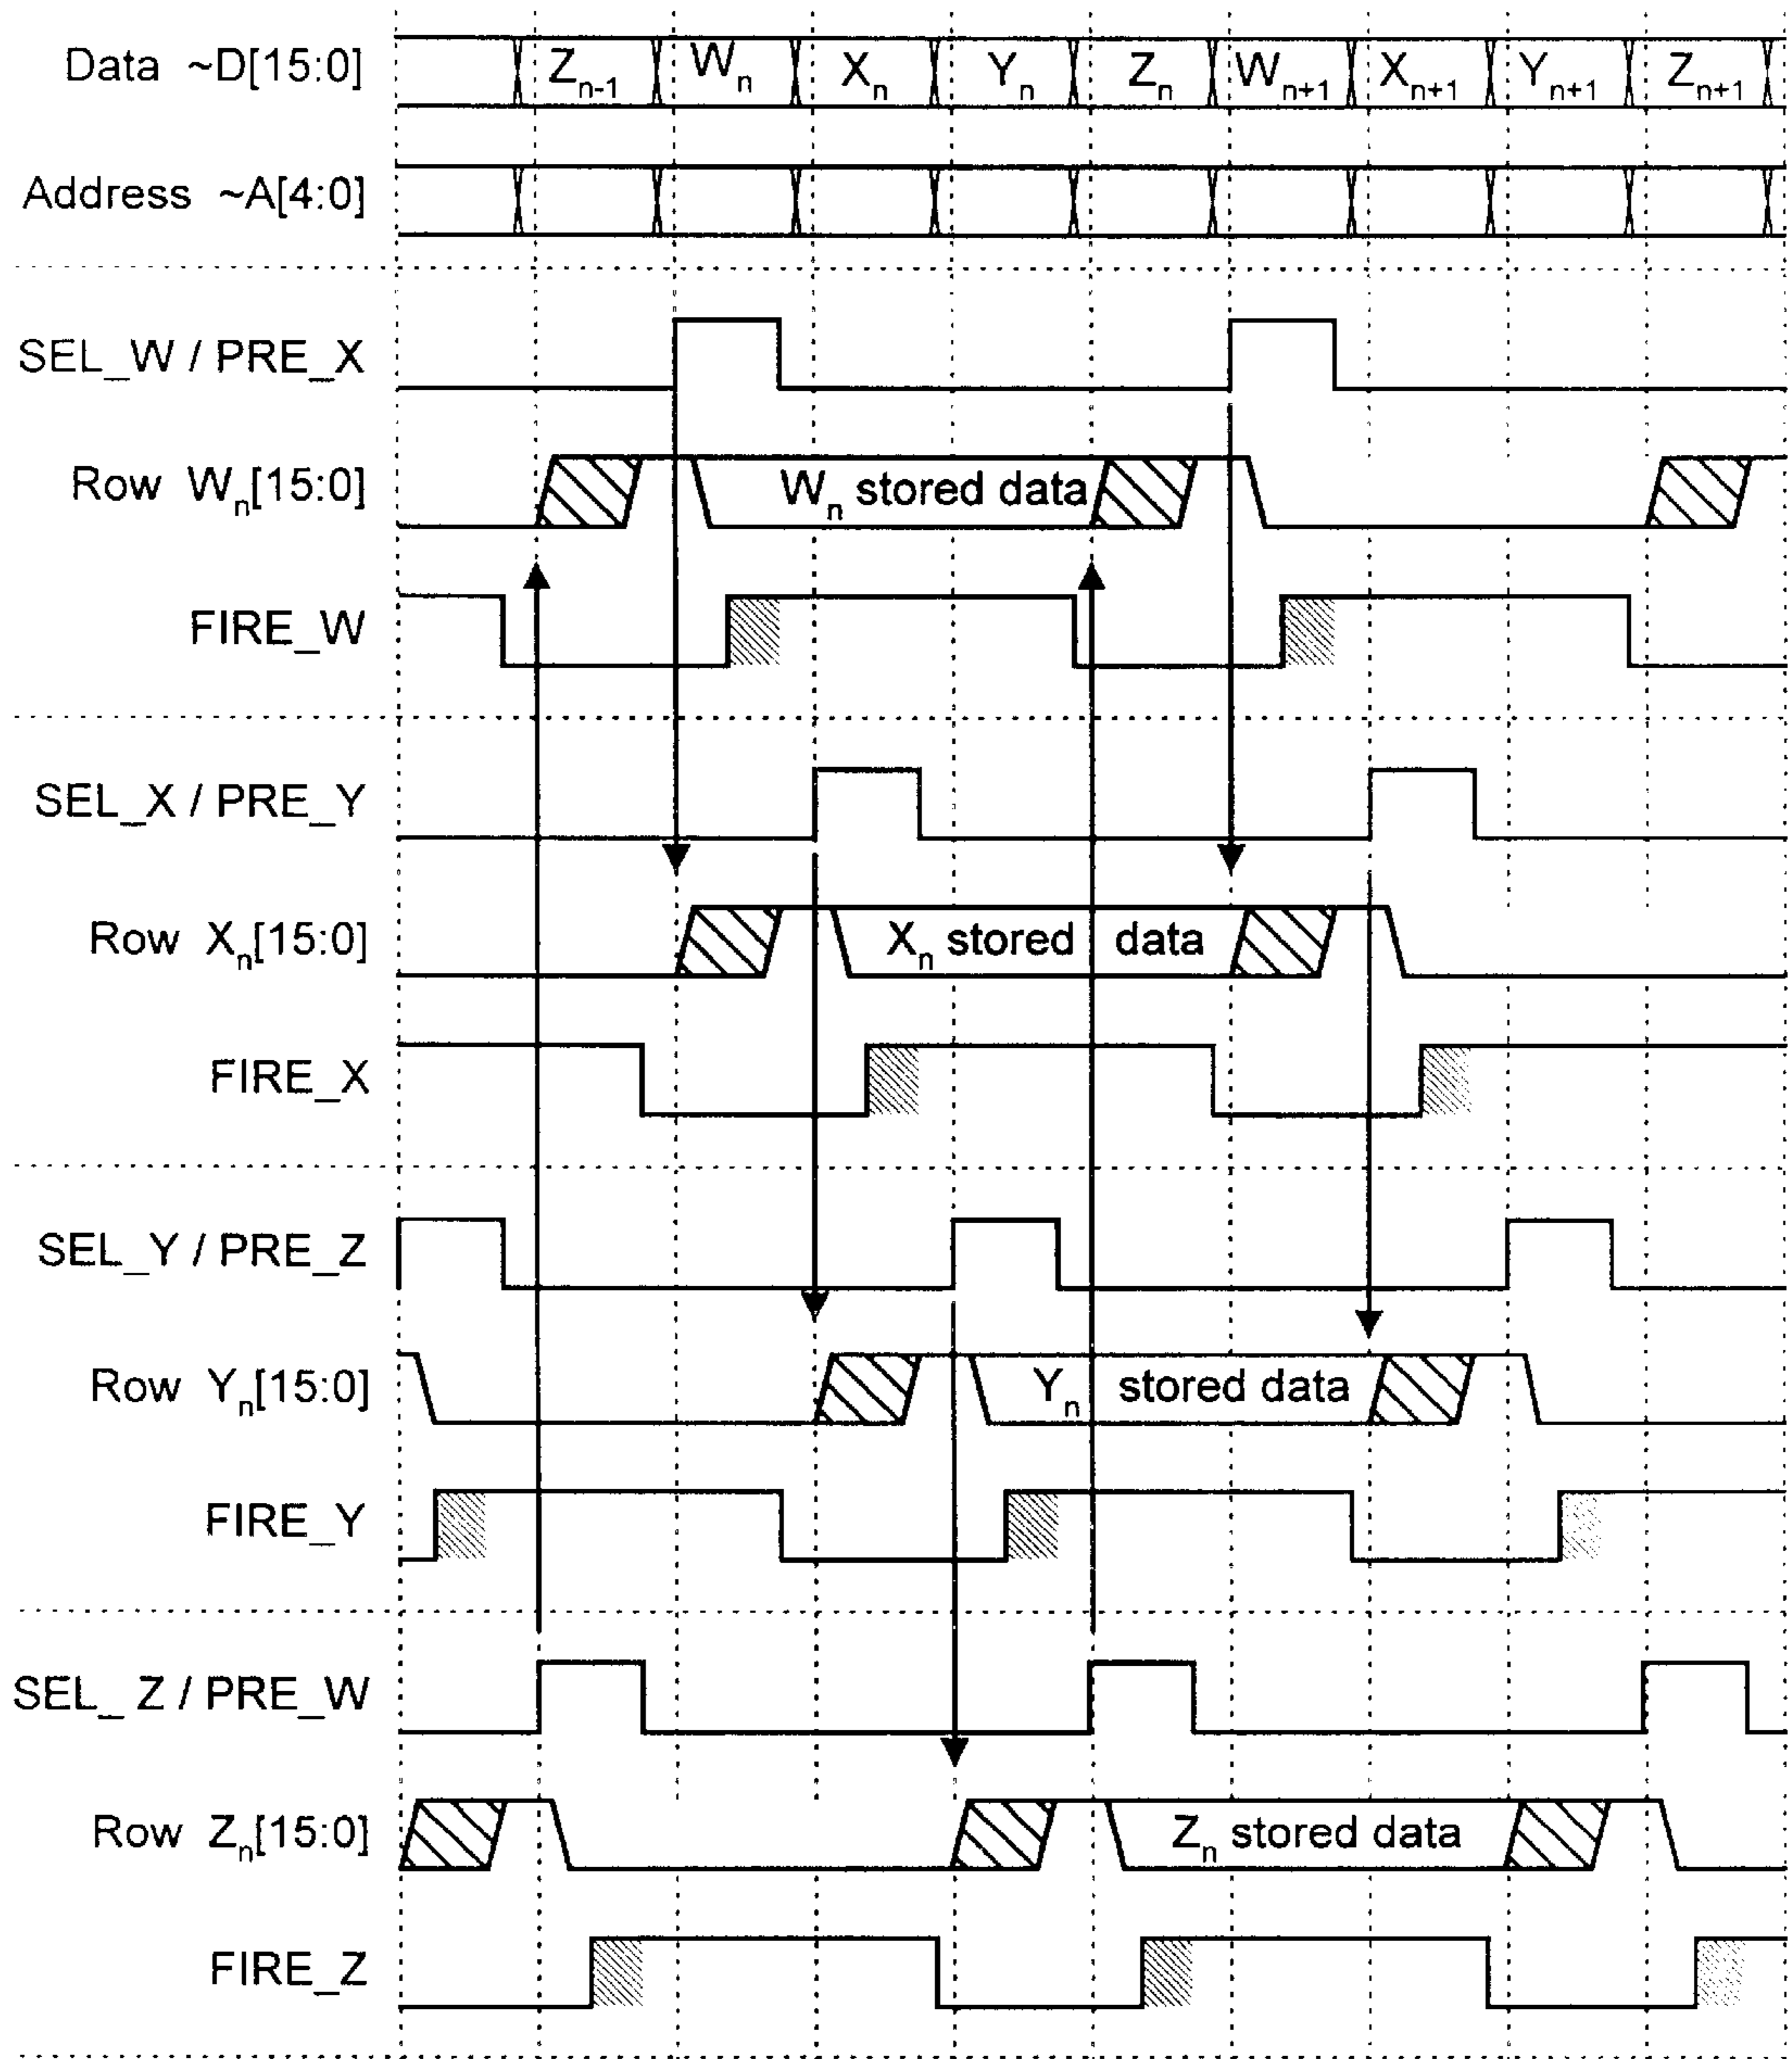 Data ~D[15:0] Zn-1 Wn Xn Yn Zn Wn+1 Xn+1 Yn+1 Zn+1
Address ~A[4:0]
SEL_W / PRE_X
Row Wn[15:0] Wn stored data
FIRE_W
SEL_X / PRE_Y
Row Xn[15:0] Xn stored data
FIRE_X
SEL_Y / PRE_Z
Row Yn[15:0] Yn stored data
FIRE_Y
SEL_ Z / PRE_W
Row Zn[15:0] Zn stored data
FIRE_Z